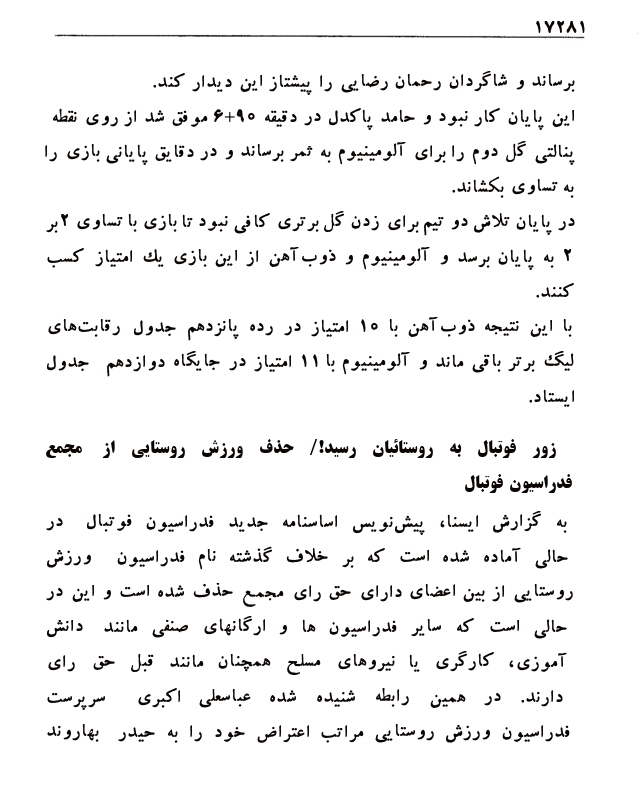 ۱۷۲۸۱
برساند و شاگردان رحمان رضایی را پیشتاز این دیدار کند.
این پایان کار نبود و حامد پاکدل در دقیقه ۹۰+۶ موفق شد از روی نقطه
پنالتی گل دوم را برای آلومینیوم به ثمر برساند و در دقایق پایانی بازی را
به تساوی بکشاند.
در پایان تلاش دو تیم برای زدن گل برتری کافی نبود تا بازی با تساوی ۲ بر
۲ به پایان برسد و آلومینیوم و ذوب‌آهن از این بازی یك امتیاز کسب
کنند.
با این نتیجه ذوب‌آهن با ۱۰ امتیاز در رده پانزدهم جدول رقابت‌های
لیگ برتر باقی ماند و آلومینیوم با ۱۱ امتیاز در جایگاه دوازدهم جدول
ایستاد.
زور فوتبال به روستائیان رسید!/ حذف ورزش روستایی از مجمع
فدراسیون فوتبال
به گزارش ایسنا، پیش‌نویس اساسنامه جدید فدراسیون فوتبال در
حالی آماده شده است که بر خلاف گذشته نام فدراسیون ورزش
روستایی از بین اعضای دارای حق رای مجمع حذف شده است و این در
حالی است که سایر فدراسیون ها و ارگانهای صنفی مانند دانش
آموزی، کارگری یا نیروهای مسلح همچنان مانند قبل حق رای
دارند. در همین رابطه شنیده شده عباسعلی اکبری سرپرست
فدراسیون ورزش روستایی مراتب اعتراض خود را به حیدر بهاروند